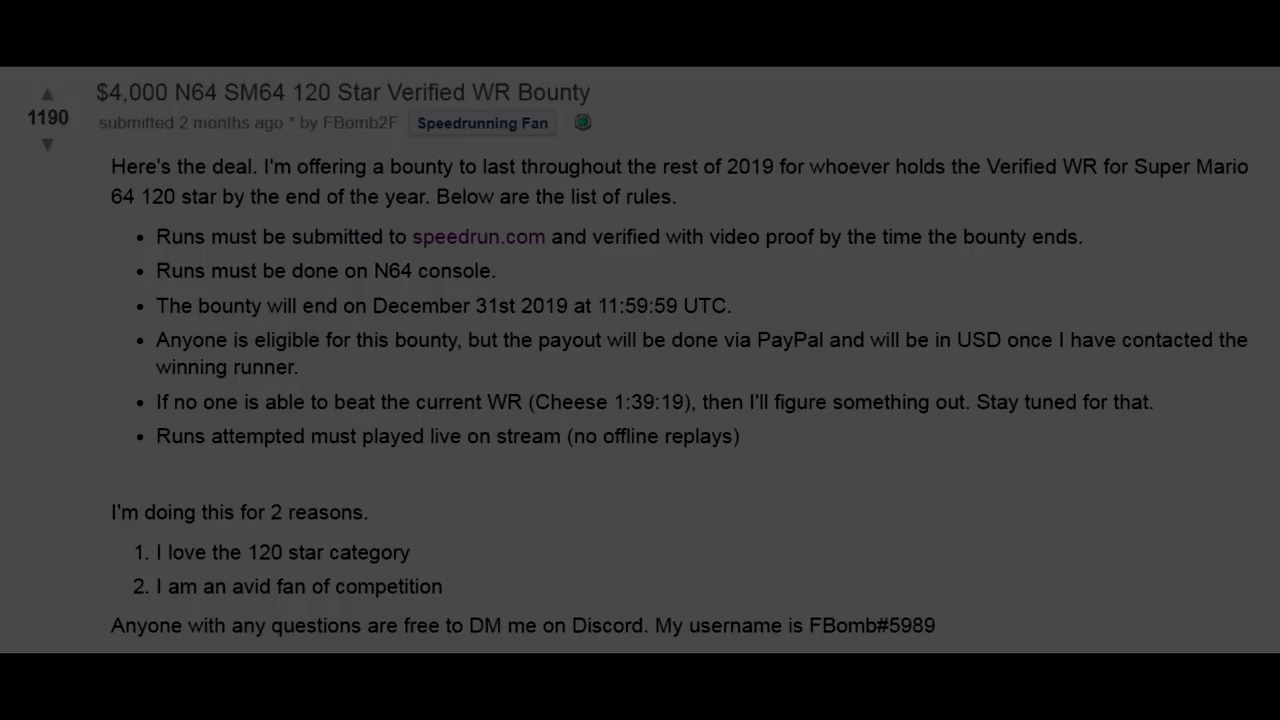 $4,000 N64 SM64 120 Star Verified WR Bounty
1190
submitted 2 months ago * by FBomb2F Speedrunning Fan
Here's the deal. I'm offering a bounty to last throughout the rest of 2019 for whoever holds the Verified WR for Super Mario
64 120 star by the end of the year. Below are the list of rules.
• Runs must be submitted to speedrun.com and verified with video proof by the time the bounty ends.
• Runs must be done on N64 console.
• The bounty will end on December 31st 2019 at 11:59:59 UTC.
• Anyone is eligible for this bounty, but the payout will be done via PayPal and will be in USD once I have contacted the
winning runner.
• If no one is able to beat the current WR (Cheese 1:39:19), then I'll figure something out. Stay tuned for that.
• Runs attempted must played live on stream (no offline replays)
I'm doing this for 2 reasons.
1. I love the 120 star category
2. I am an avid fan of competition
Anyone with any questions are free to DM me on Discord. My username is FBomb#5989